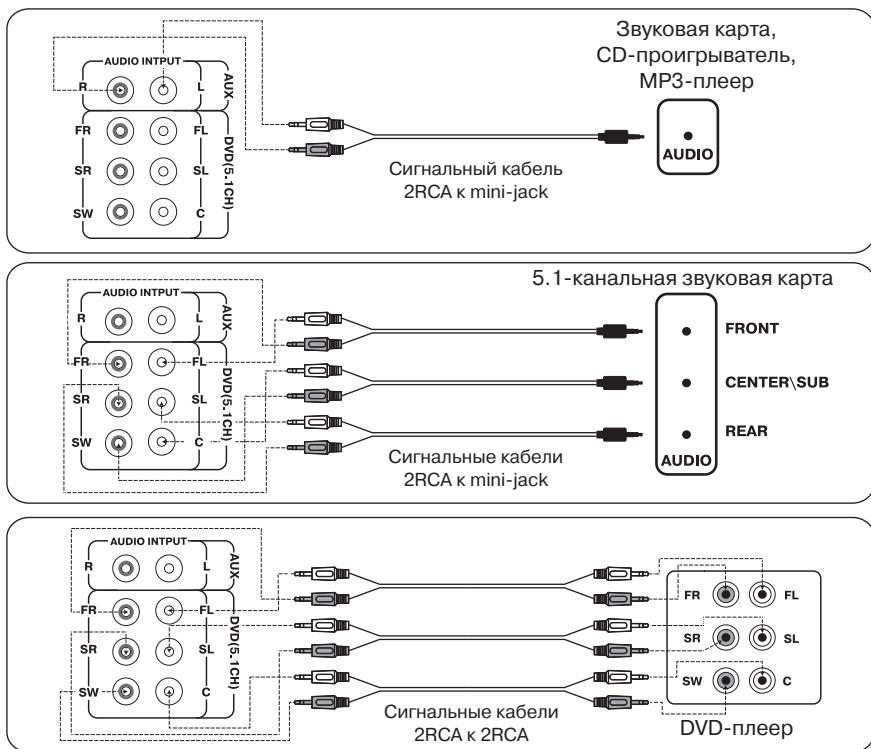 Звуковая карта,
CD-проигрыватель,
MP3-плеер
AUDIO INTPUT
R L
AUX
FR FL
SR SL
SW C
DVD(5.1CH)
AUDIO
Сигнальный кабель
2RCA к mini-jack
5.1-канальная звуковая карта
AUDIO INTPUT
R L
AUX
FR FL
SR SL
SW C
DVD(5.1CH)
FRONT
CENTER\SUB
REAR
AUDIO
Сигнальные кабели
2RCA к mini-jack
AUDIO INTPUT
R L
AUX
FR FL
SR SL
SW C
DVD(5.1CH)
FR FL
SR SL
SW C
Сигнальные кабели
2RCA к 2RCA
DVD-плеер